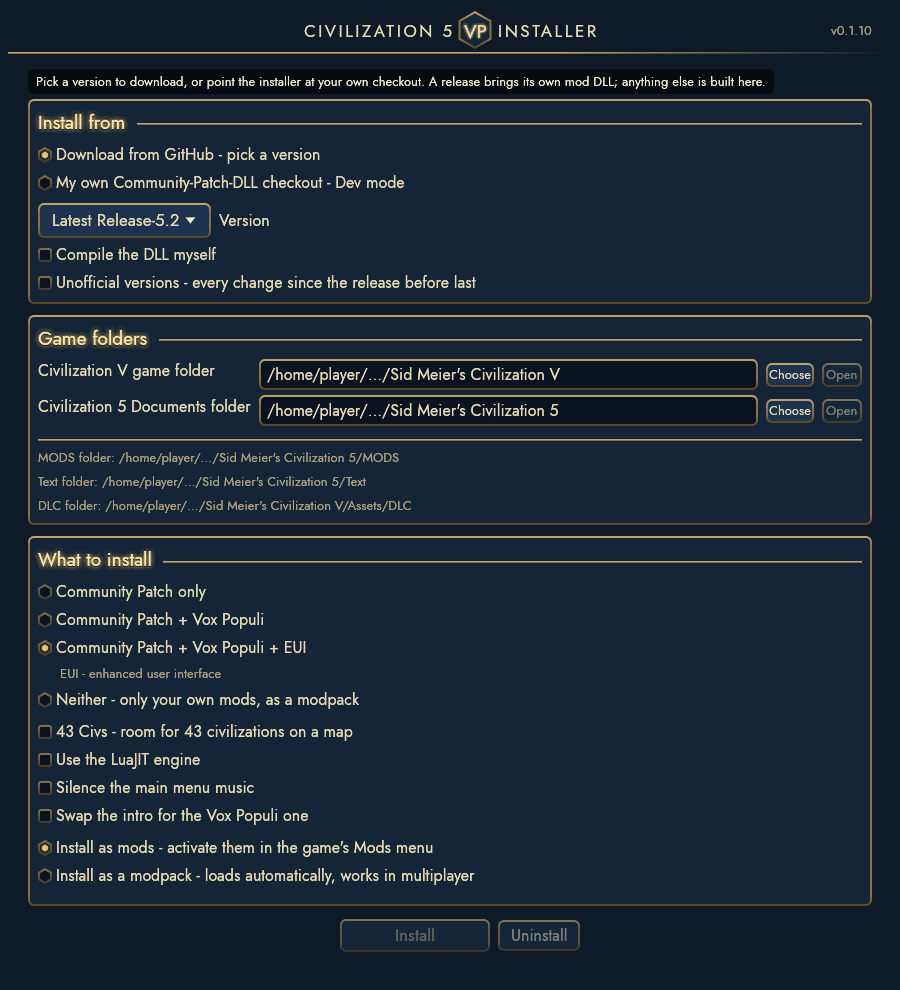 CIVILIZATION 5 VP INSTALLER
v0.1.10
Pick a version to download, or point the installer at your own checkout. A release brings its own mod DLL; anything else is built here.
Install from
Download from GitHub - pick a version
My own Community-Patch-DLL checkout - Dev mode
Latest Release-5.2 Version
Compile the DLL myself
Unofficial versions - every change since the release before last
Game folders
Civilization V game folder /home/player/.../Sid Meier's Civilization V Choose Open
Civilization 5 Documents folder /home/player/.../Sid Meier's Civilization 5 Choose Open
MODS folder: /home/player/.../Sid Meier's Civilization 5/MODS
Text folder: /home/player/.../Sid Meier's Civilization 5/Text
DLC folder: /home/player/.../Sid Meier's Civilization V/Assets/DLC
What to install
Community Patch only
Community Patch + Vox Populi
Community Patch + Vox Populi + EUI
EUI - enhanced user interface
Neither - only your own mods, as a modpack
43 Civs - room for 43 civilizations on a map
Use the LuaJIT engine
Silence the main menu music
Swap the intro for the Vox Populi one
Install as mods - activate them in the game's Mods menu
Install as a modpack - loads automatically, works in multiplayer
Install Uninstall